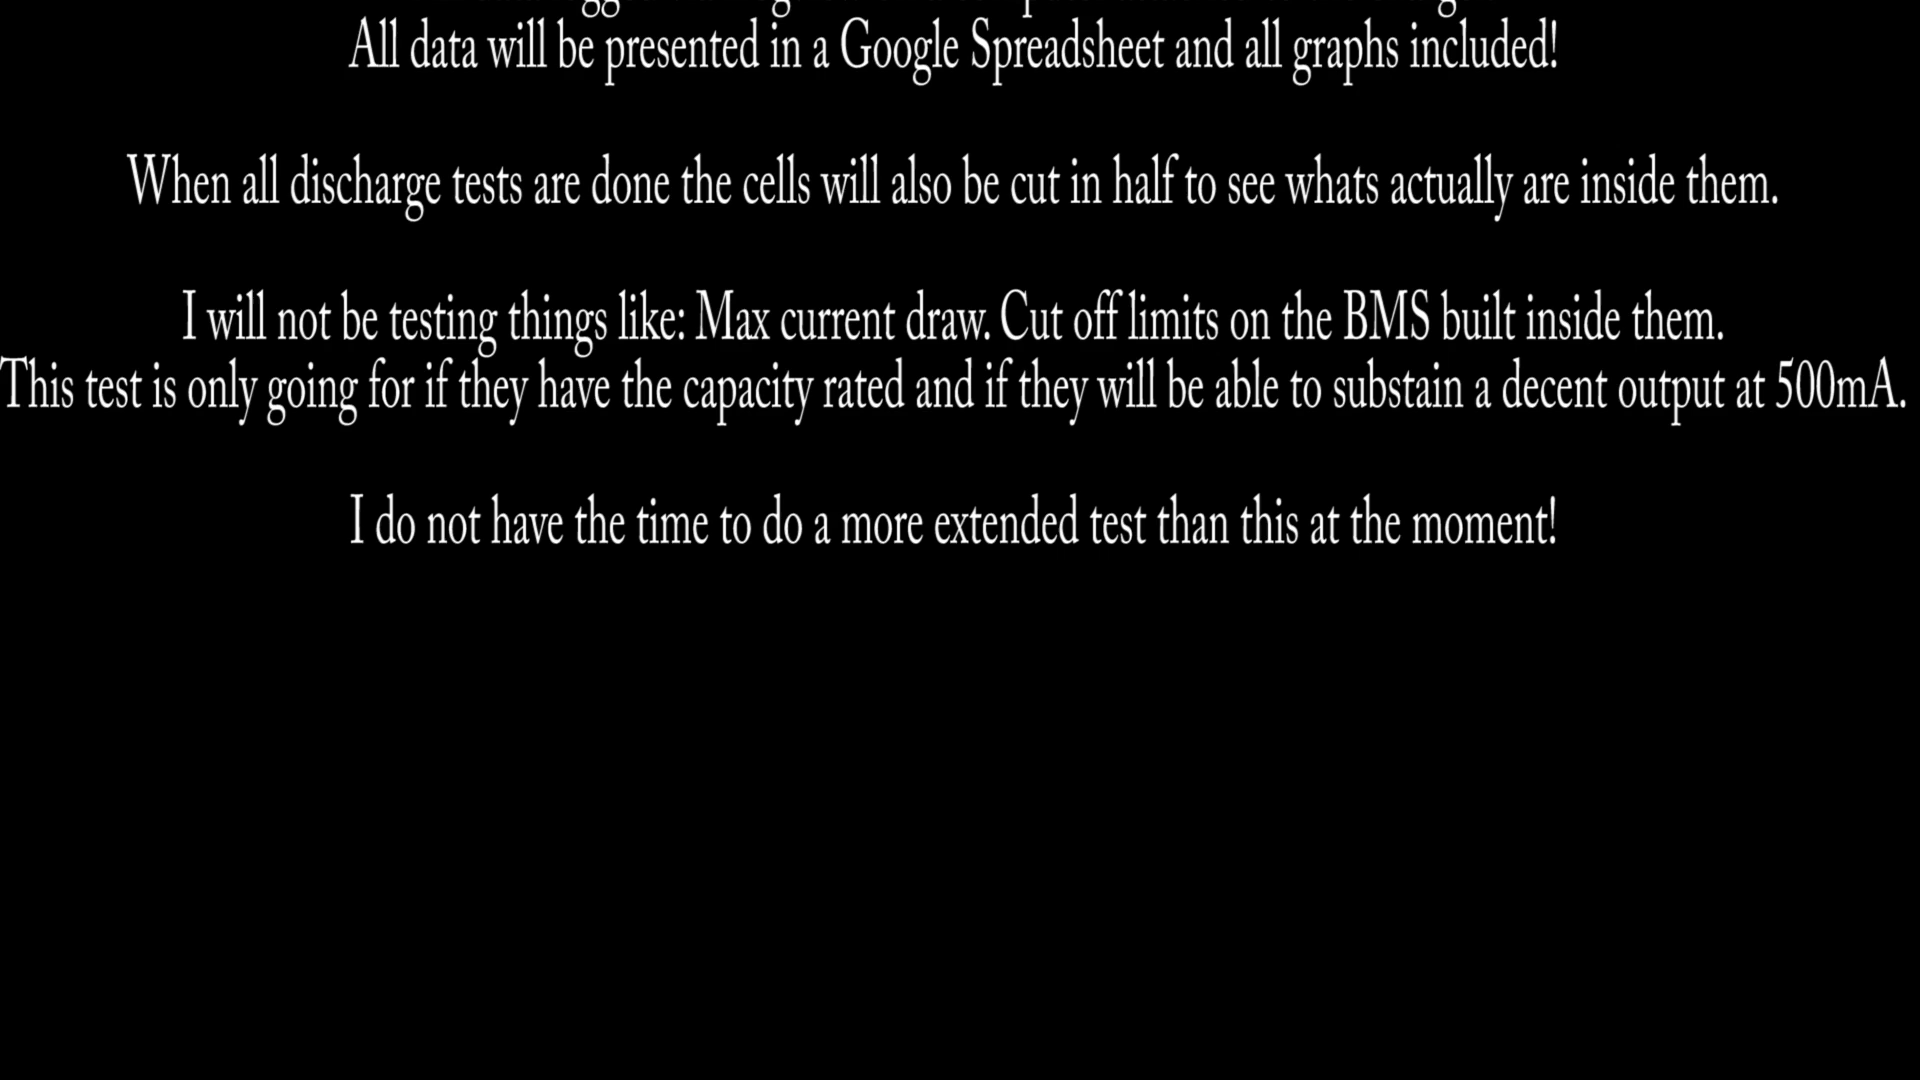 All data will be presented in a Google Spreadsheet and all graphs included!
When all discharge tests are done the cells will also be cut in half to see whats actually are inside them.
I will not be testing things like: Max current draw. Cut off limits on the BMS built inside them.
This test is only going for if they have the capacity rated and if they will be able to substain a decent output at 500mA.
I do not have the time to do a more extended test than this at the moment!